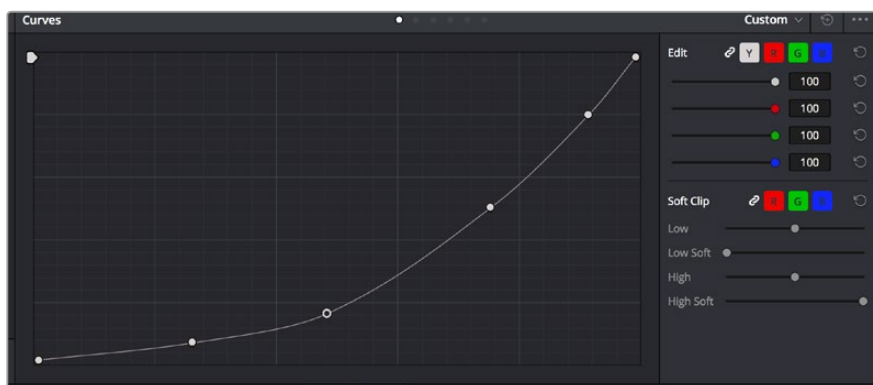 Curves Custom
Edit Y R G
100
100
100
100
Soft Clip R G
Low
Low Soft
High
High Soft